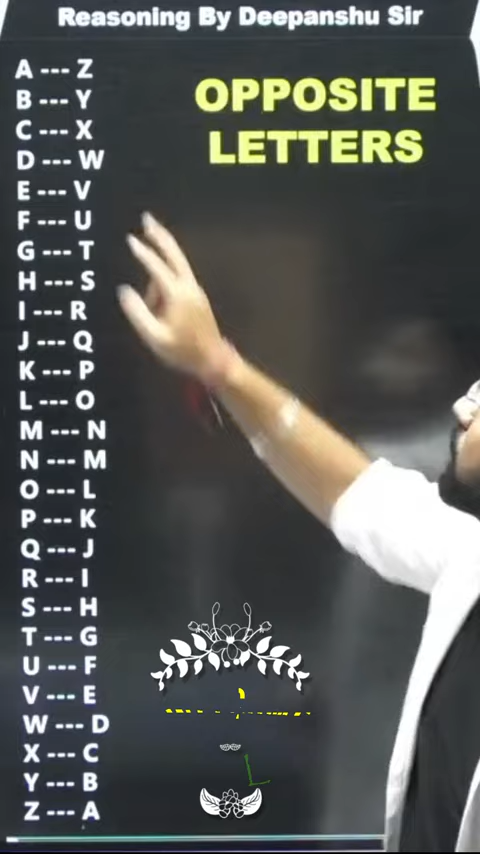 Reasoning By Deepanshu Sir
OPPOSITE
LETTERS
A --- Z
B --- Y
C --- X
D --- W
E --- V
F --- U
G --- T
H --- S
I --- R
J --- Q
K --- P
L --- O
M --- N
N --- M
O --- L
P --- K
Q --- J
R --- I
S --- H
T --- G
U --- F
V --- E
W --- D
X --- C
Y --- B
Z --- A
L